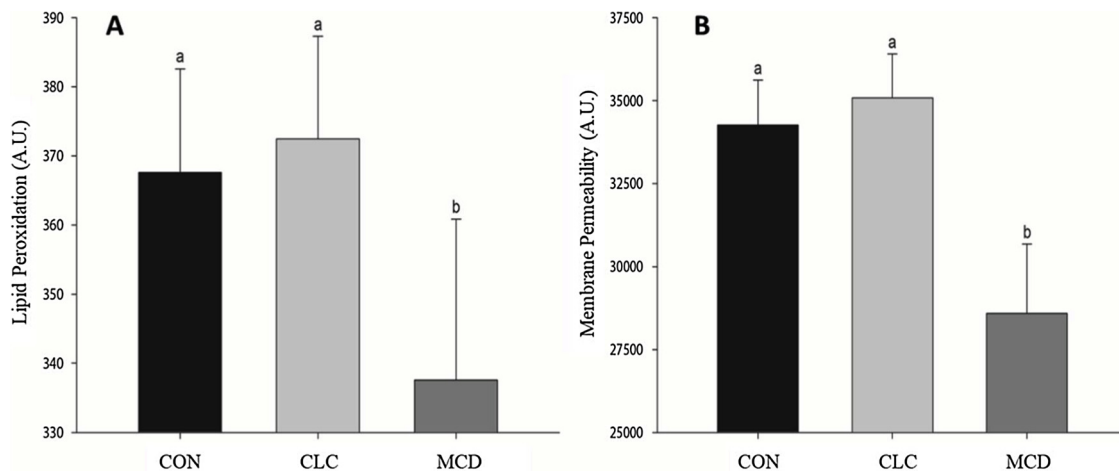 A
Lipid Peroxidation (A.U.)
390
380
370
360
350
340
330
a
a
b
CON
CLC
MCD
B
Membrane Permeability (A.U.)
37500
35000
32500
30000
27500
25000
a
a
b
CON
CLC
MCD